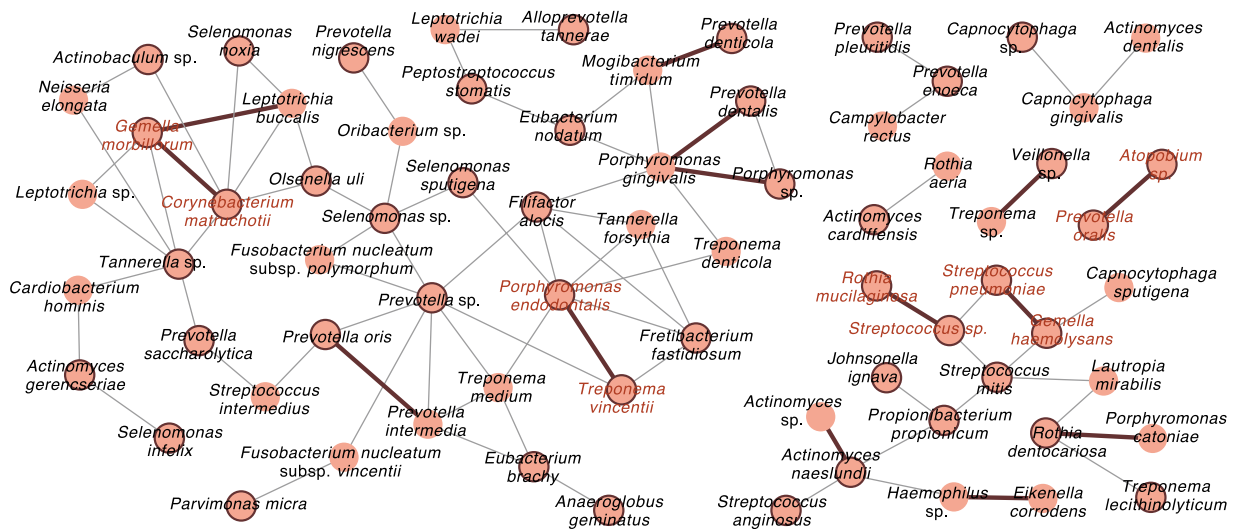 Leptotrichia
wadei
Alloprevotella
tannerae
Prevotella
denticola
Selenomonas
noxia
Prevotella
nigrescens
Actinobaculum sp.
Mogibacterium
timidum
Peptostreptococcus
stomatis
Neisseria
elongata
Leptotrichia
buccalis
Prevotella
dentalis
Eubacterium
nodatum
Gemella
morbillorum
Oribacterium sp.
Porphyromonas
gingivalis
Porphyromonas
sp.
Selenomonas
sputigena
Olsenella uli
Leptotrichia sp.
Corynebacterium
matruchotii
Selenomonas sp.
Filifactor
alocis
Tannerella
forsythia
Treponema
denticola
Fusobacterium nucleatum
subsp. polymorphum
Tannerella sp.
Cardiobacterium
hominis
Prevotella sp.
Porphyromonas
endodontalis
Prevotella
saccharolytica
Prevotella oris
Fretibacterium
fastidiosum
Actinomyces
gerencseriae
Streptococcus
intermedius
Treponema
medium
Treponema
vincentii
Prevotella
intermedia
Selenomonas
infelix
Fusobacterium nucleatum
subsp. vincentii
Eubacterium
brachy
Parvimonas micra
Anaeroglobus
geminatus
Prevotella
pleuritidis
Capnocytophaga
sp.
Actinomyces
dentalis
Prevotella
enoeca
Capnocytophaga
gingivalis
Campylobacter
rectus
Rothia
aeria
Veillonella
sp.
Atopobium
sp.
Actinomyces
cardiffensis
Treponema
sp.
Prevotella
oralis
Rothia
mucilaginosa
Streptococcus
pneumoniae
Capnocytophaga
sputigena
Streptococcus sp.
Gemella
haemolysans
Johnsonella
ignava
Streptococcus
mitis
Lautropia
mirabilis
Actinomyces
sp.
Propionibacterium
propionicum
Rothia
dentocariosa
Porphyromonas
catoniae
Actinomyces
naeslundii
Streptococcus
anginosus
Haemophilus
sp.
Eikenella
corrodens
Treponema
lecithinolyticum